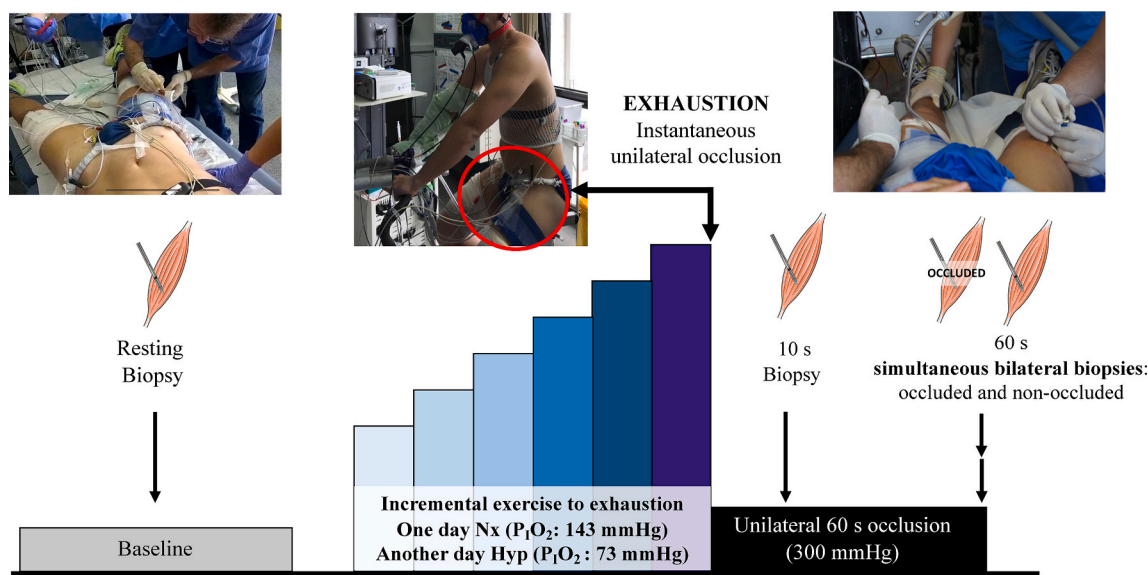 EXHAUSTION
Instantaneous
unilateral occlusion
OCCLUDED
Resting
Biopsy
10 s
Biopsy
60 s
simultaneous bilateral biopsies:
occluded and non-occluded
Incremental exercise to exhaustion
One day Nx (PIO2: 143 mmHg)
Another day Hyp (PIO2 : 73 mmHg)
Baseline
Unilateral 60 s occlusion
(300 mmHg)